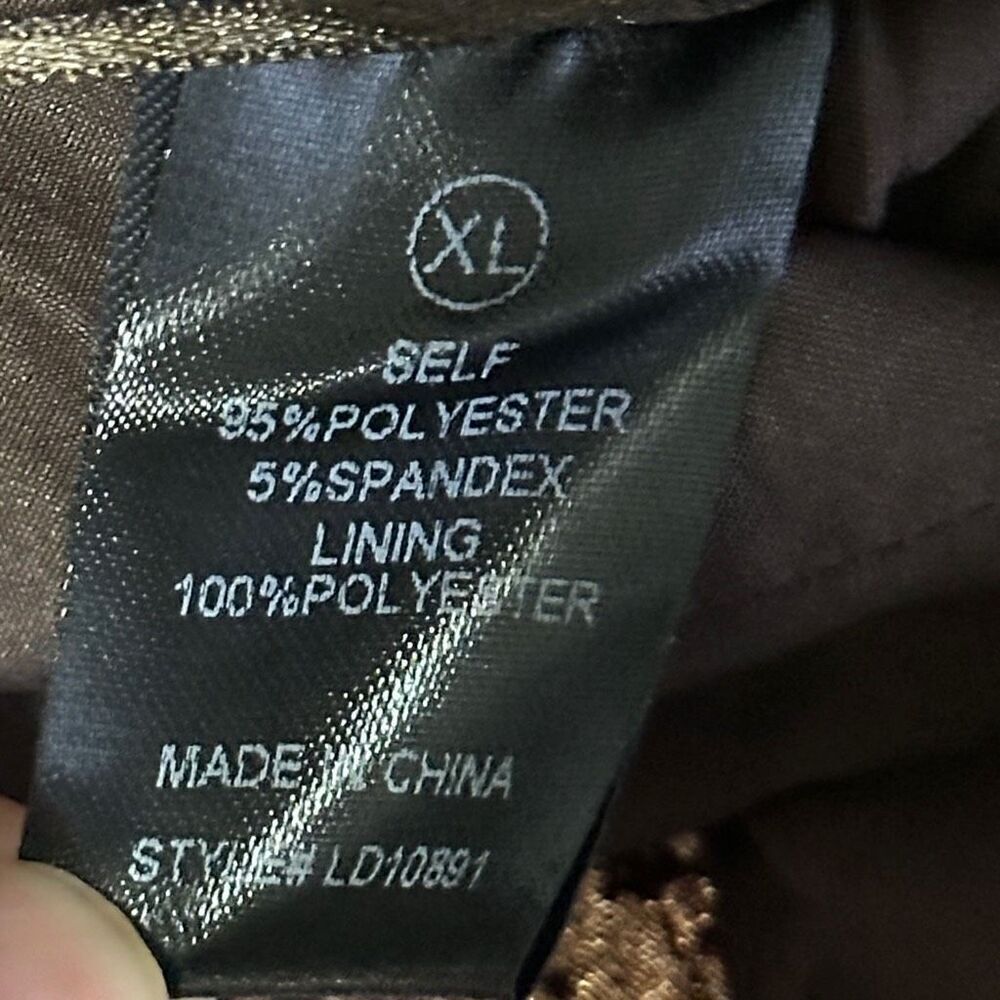 XL
SELF
95%POLYESTER
5%SPANDEX
LINING
100%POLYESTER
MADE IN CHINA
STYLE# LD10891